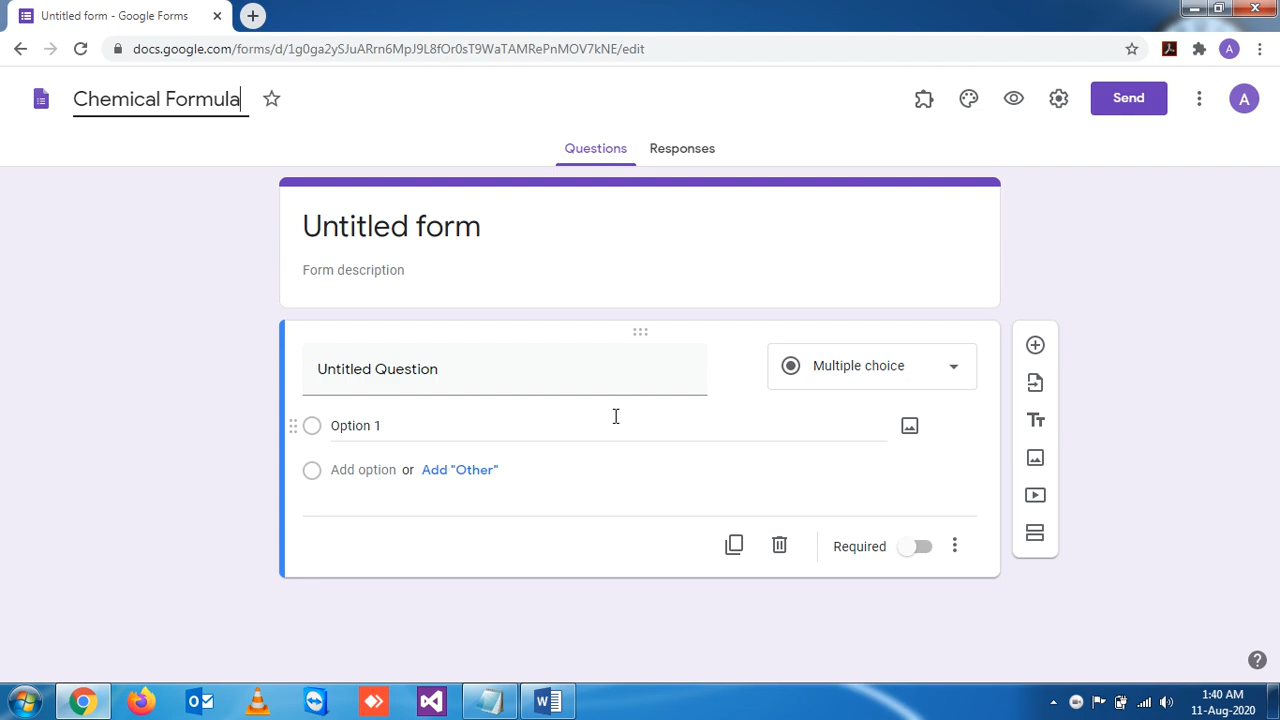 Untitled form - Google Forms
docs.google.com/forms/d/1g0ga2ySJuARrn6MpJ9L8fOr0sT9WaTAMRePnMOV7kNE/edit
A
Chemical Formula
Send
A
Questions
Responses
Untitled form
Form description
Untitled Question
Multiple choice
Option 1
Add option or Add "Other"
Required
1:40 AM
11-Aug-2020